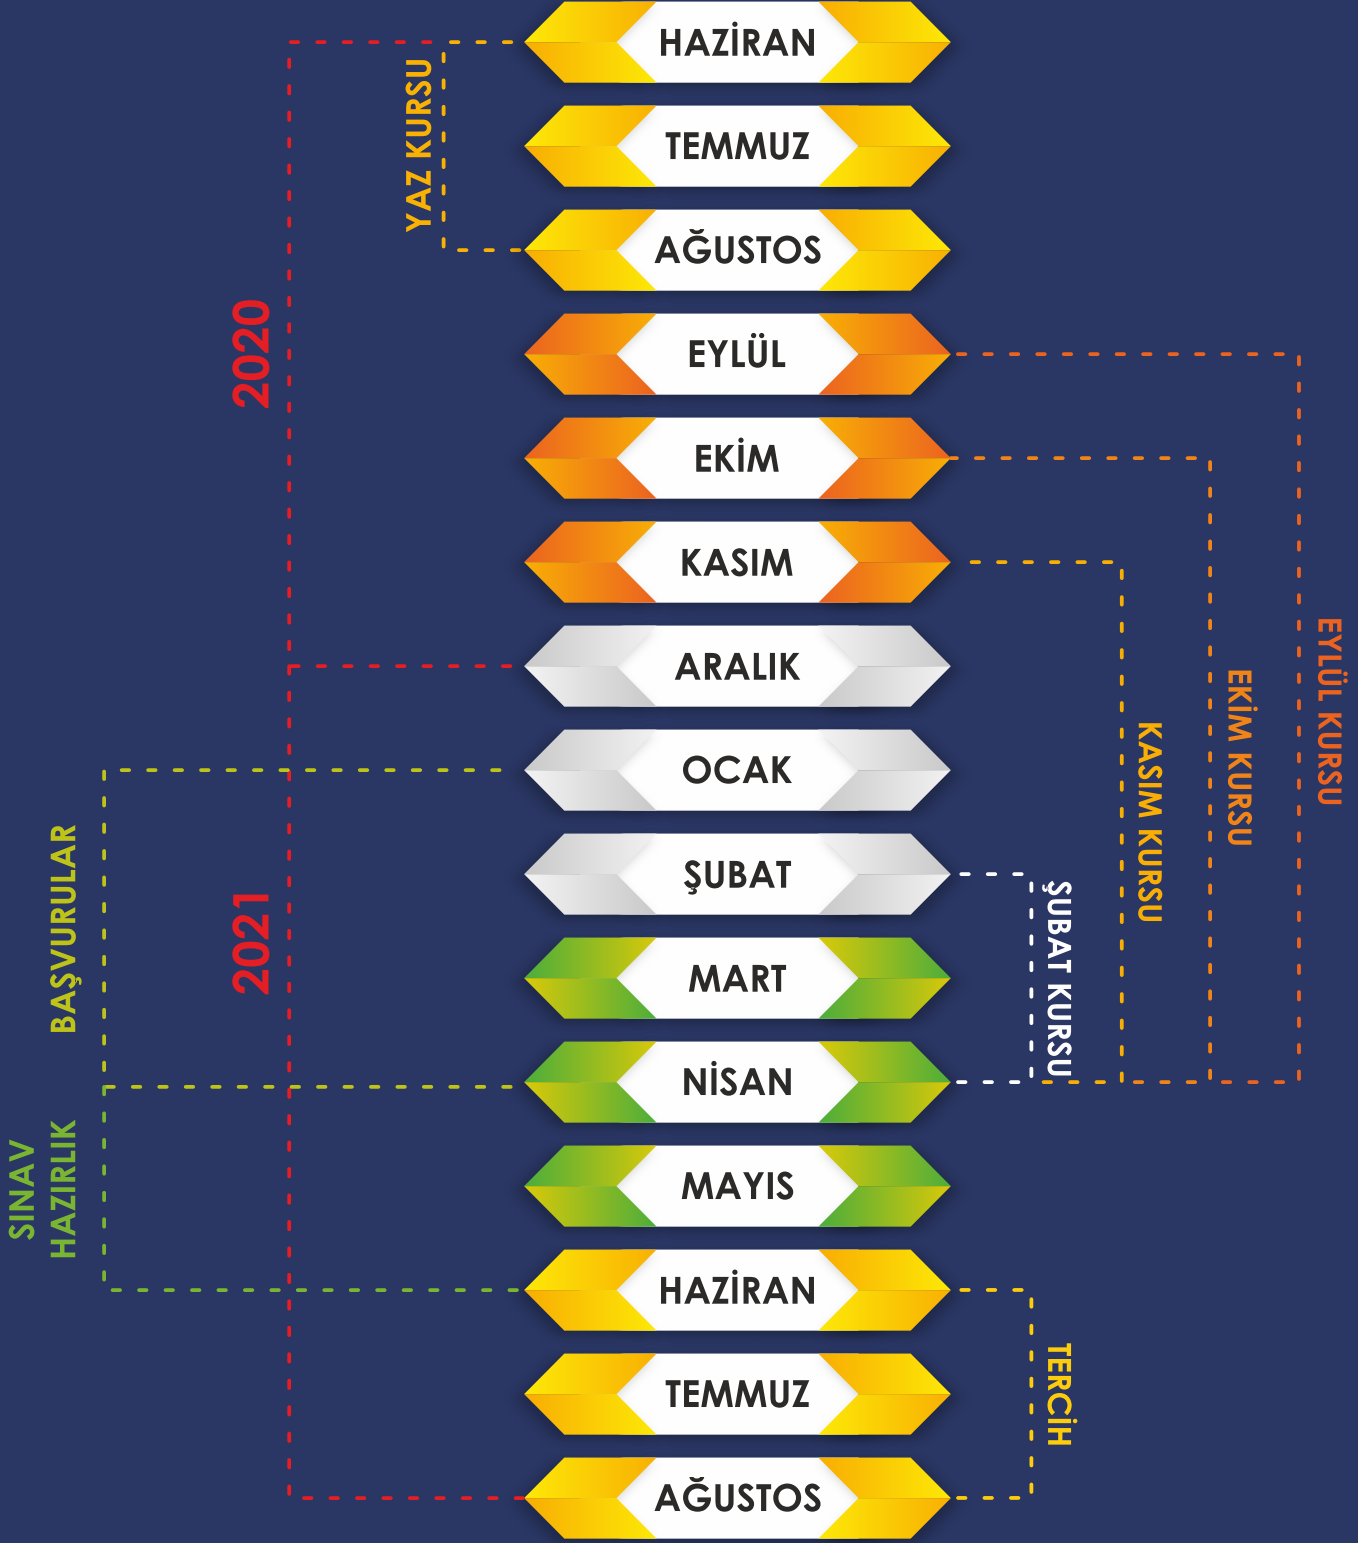 HAZİRAN
TEMMUZ
AĞUSTOS
EYLÜL
EKİM
KASIM
ARALIK
OCAK
ŞUBAT
MART
NİSAN
MAYIS
HAZİRAN
TEMMUZ
AĞUSTOS
YAZ KURSU
2020
2021
BAŞVURULAR
SINAV
HAZIRLIK
EYLÜL KURSU
EKİM KURSU
KASIM KURSU
ŞUBAT KURSU
TERCİH